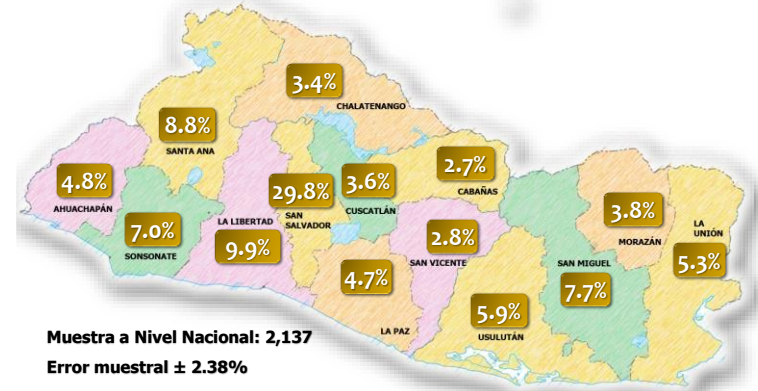 3.4%
CHALATENANGO
8.8%
SANTA ANA
4.8%
AHUACHAPÁN
7.0%
SONSONATE
LA LIBERTAD
9.9%
29.8%
SAN
SALVADOR
3.6%
CUSCATLÁN
2.7%
CABAÑAS
2.8%
SAN VICENTE
4.7%
LA PAZ
5.9%
USULUTÁN
SAN MIGUEL
7.7%
3.8%
MORAZÁN
LA
UNIÓN
5.3%
Muestra a Nivel Nacional: 2,137
Error muestral ± 2.38%